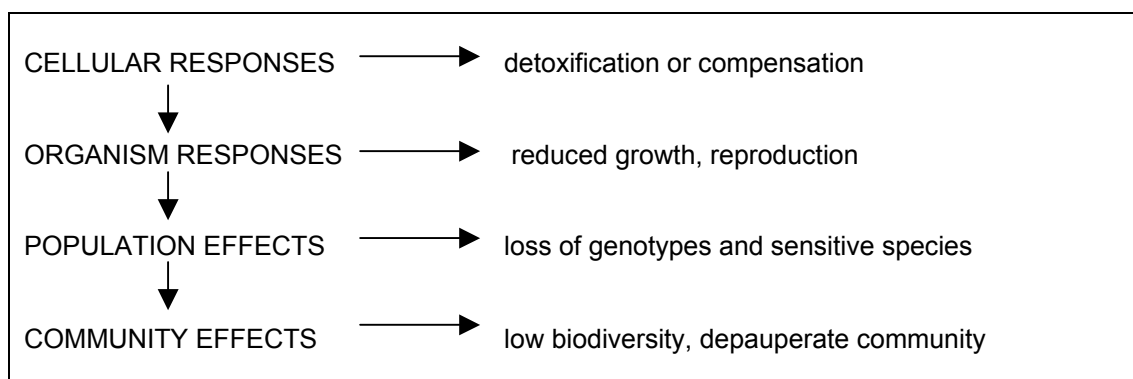 CELLULAR RESPONSES detoxification or compensation
ORGANISM RESPONSES reduced growth, reproduction
POPULATION EFFECTS loss of genotypes and sensitive species
COMMUNITY EFFECTS low biodiversity, depauperate community